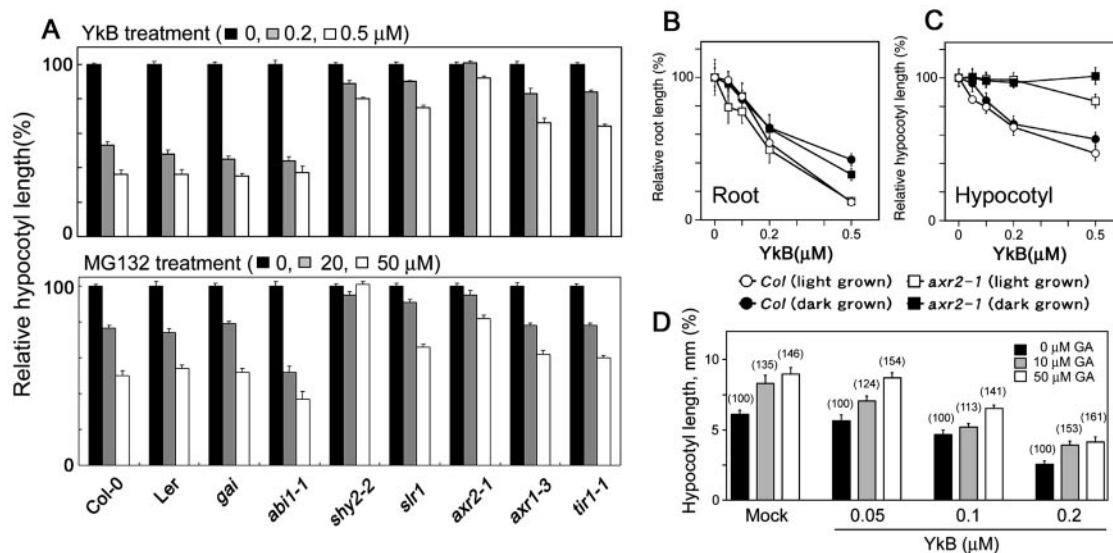 A
YkB treatment ( 0, 0.2, 0.5 μM)
100
0
MG132 treatment ( 0, 20, 50 μM)
100
0
Relative hypocotyl length(%)
Col-0
Ler
gai
abi1-1
shy2-2
slr1
axr2-1
axr1-3
tir1-1
B
Relative root length (%)
100
0
Root
0
0.2
0.5
YkB(μM)
C
Relative hypocotyl length (%)
100
0
Hypocotyl
0
0.2
0.5
YkB(μM)
Col (light grown)
axr2-1 (light grown)
Col (dark grown)
axr2-1 (dark grown)
D
Hypocotyl length, mm (%)
10
5
0
0 μM GA
10 μM GA
50 μM GA
(100)
(135)
(146)
(100)
(124)
(154)
(100)
(113)
(141)
(100)
(153)
(161)
Mock
0.05
0.1
0.2
YkB (μM)